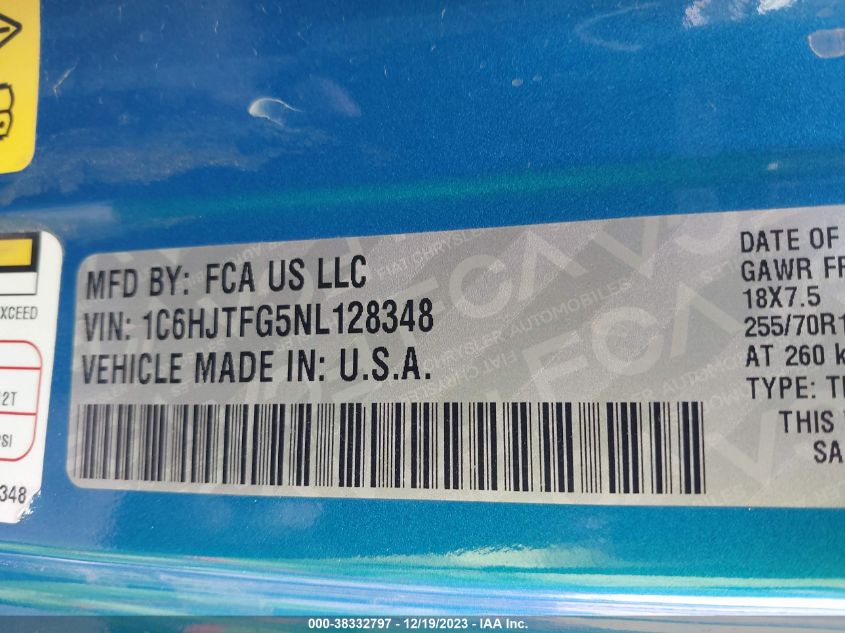 MFD BY: FCA US LLC
VIN: 1C6HJTFG5NL128348
VEHICLE MADE IN: U.S.A.
DATE OF
GAWR FR
18X7.5
255/70R1
AT 260 k
TYPE: T
THIS
SA
XCEED
2T
SI
348
000-38332797 - 12/19/2023 - IAA Inc.